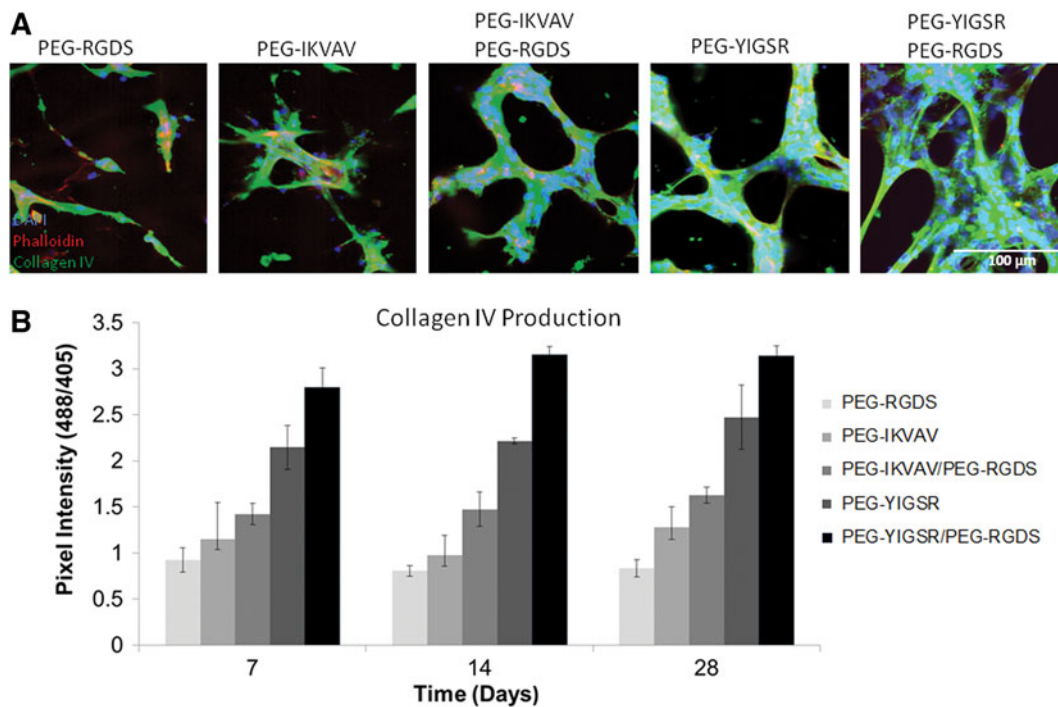 A
PEG-RGDS
PEG-IKVAV
PEG-IKVAV
PEG-RGDS
PEG-YIGSR
PEG-YIGSR
PEG-RGDS
DAPI
Phalloidin
Collagen IV
100 µm
B
Collagen IV Production
Pixel Intensity (488/405)
3.5
3
2.5
2
1.5
1
0.5
0
7
14
28
Time (Days)
PEG-RGDS
PEG-IKVAV
PEG-IKVAV/PEG-RGDS
PEG-YIGSR
PEG-YIGSR/PEG-RGDS